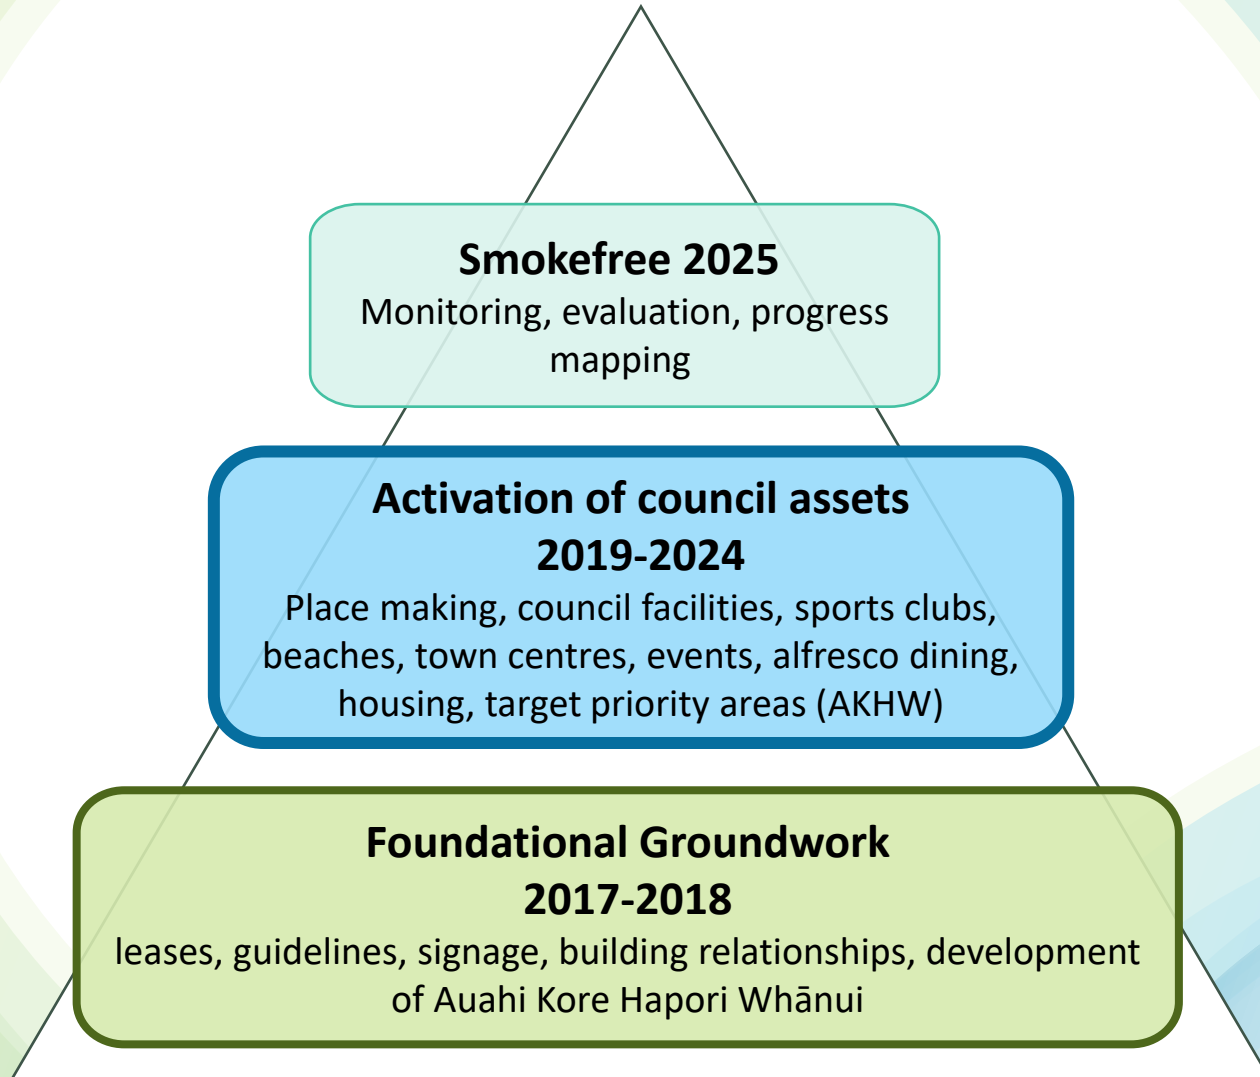 Smokefree 2025
Monitoring, evaluation, progress
mapping
Activation of council assets
2019-2024
Place making, council facilities, sports clubs,
beaches, town centres, events, alfresco dining,
housing, target priority areas (AKHW)
Foundational Groundwork
2017-2018
leases, guidelines, signage, building relationships, development
of Auahi Kore Hapori Whānui